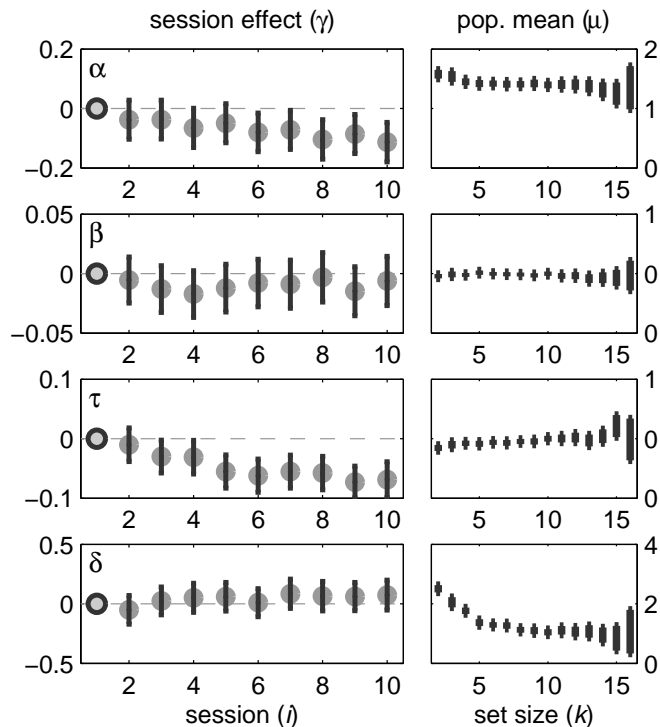 session effect (γ) pop. mean (μ)
0.2 α 2
0 1
−0.2 0
2 4 6 8 10 5 10 15
0.05 β 1
0
−0.05 0
2 4 6 8 10 5 10 15
0.1 τ 1
0
−0.1 0
2 4 6 8 10 5 10 15
0.5 δ 4
0 2
−0.5 0
2 4 6 8 10 5 10 15
session (i) set size (k)